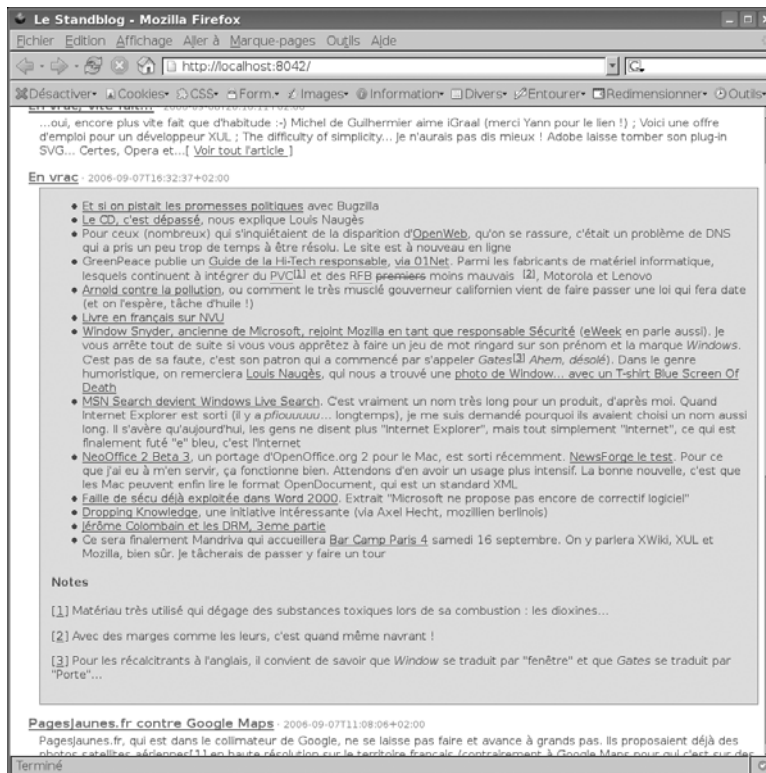 Le Standblog - Mozilla Firefox
Fichier Edition Affichage Aller à Marque-pages Outils Aide
http://localhost:8042/
Désactiver Cookies CSS Form. Images Information Divers Entourer Redimensionner Outils
En vrac, vite fait...
...oui, encore plus vite fait que d'habitude :-) Michel de Guilhermier aime iGraal (merci Yann pour le lien !) ; Voici une offre
d'emploi pour un développeur XUL ; The difficulty of simplicity... Je n'aurais pas dis mieux ! Adobe laisse tomber son plug-in
SVG... Certes, Opera et...[ Voir tout l'article ]
En vrac - 2006-09-07T16:32:37+02:00
• Et si on pistait les promesses politiques avec Bugzilla
• Le CD, c'est dépassé, nous explique Louis Naugès
• Pour ceux (nombreux) qui s'inquiétaient de la disparition d'OpenWeb, qu'on se rassure, c'était un problème de DNS
qui a pris un peu trop de temps à être résolu. Le site est à nouveau en ligne
• GreenPeace publie un Guide de la Hi-Tech responsable, via 01Net. Parmi les fabricants de matériel informatique,
lesquels continuent à intégrer du PVC[1] et des RFB premiers moins mauvais [2], Motorola et Lenovo
• Arnold contre la pollution, ou comment le très musclé gouverneur californien vient de faire passer une loi qui fera date
(et on l'espère, tâche d'huile !)
• Livre en français sur NVU
• Window Snyder, ancienne de Microsoft, rejoint Mozilla en tant que responsable Sécurité (eWeek en parle aussi). Je
vous arrête tout de suite si vous vous apprêtez à faire un jeu de mot ringard sur son prénom et la marque Windows.
C'est pas de sa faute, c'est son patron qui a commencé par s'appeler Gates[3] Ahem, désolé). Dans le genre
humoristique, on remerciera Louis Naugès, qui nous a trouvé une photo de Window... avec un T-shirt Blue Screen Of
Death
• MSN Search devient Windows Live Search. C'est vraiment un nom très long pour un produit, d'après moi. Quand
Internet Explorer est sorti (il y a pfiouuuuu... longtemps), je me suis demandé pourquoi ils avaient choisi un nom aussi
long. Il s'avère qu'aujourd'hui, les gens ne disent plus "Internet Explorer", mais tout simplement "Internet", ce qui est
finalement futé "e" bleu, c'est l'Internet
• NeoOffice 2 Beta 3, un portage d'OpenOffice.org 2 pour le Mac, est sorti récemment. NewsForge le test. Pour ce
que j'ai eu à m'en servir, ça fonctionne bien. Attendons d'en avoir un usage plus intensif. La bonne nouvelle, c'est que
les Mac peuvent enfin lire le format OpenDocument, qui est un standard XML
• Faille de sécu déjà exploitée dans Word 2000. Extrait "Microsoft ne propose pas encore de correctif logiciel"
• Dropping Knowledge, une initiative intéressante (via Axel Hecht, mozillien berlinois)
• Jérôme Colombain et les DRM, 3eme partie
• Ce sera finalement Mandriva qui accueillera Bar Camp Paris 4 samedi 16 septembre. On y parlera XWiki, XUL et
Mozilla, bien sûr. Je tâcherais de passer y faire un tour
Notes
[1] Matériau très utilisé qui dégage des substances toxiques lors de sa combustion : les dioxines...
[2] Avec des marges comme les leurs, c'est quand même navrant !
[3] Pour les récalcitrants à l'anglais, il convient de savoir que Window se traduit par "fenêtre" et que Gates se traduit par
"Porte"...
PagesJaunes.fr contre Google Maps - 2006-09-07T11:08:06+02:00
PagesJaunes.fr, qui est dans le collimateur de Google, ne se laisse pas faire et avance à grands pas. Ils proposaient déjà des
photos satellites aériennes[1] en haute résolution sur le territoire français (contrairement à Google Maps pour qui c'est sur des
Terminé